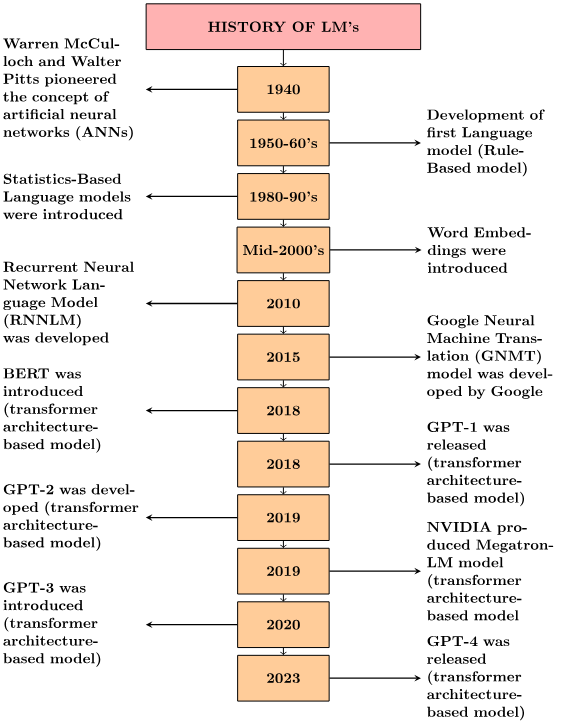 HISTORY OF LM's
Warren McCul-
loch and Walter
Pitts pioneered
the concept of
artificial neural
networks (ANNs)
1940
1950-60's
Development of
first Language
model (Rule-
Based model)
Statistics-Based
Language models
were introduced
1980-90's
Mid-2000's
Word Embed-
dings were
introduced
Recurrent Neural
Network Lan-
guage Model
(RNNLM)
was developed
2010
2015
Google Neural
Machine Trans-
lation (GNMT)
model was devel-
oped by Google
BERT was
introduced
(transformer
architecture-
based model)
2018
2018
GPT-1 was
released
(transformer
architecture-
based model)
GPT-2 was devel-
oped (transformer
architecture-
based model)
2019
2019
NVIDIA pro-
duced Megatron-
LM model
(transformer
architecture-
based model
GPT-3 was
introduced
(transformer
architecture-
based model)
2020
2023
GPT-4 was
released
(transformer
architecture-
based model)